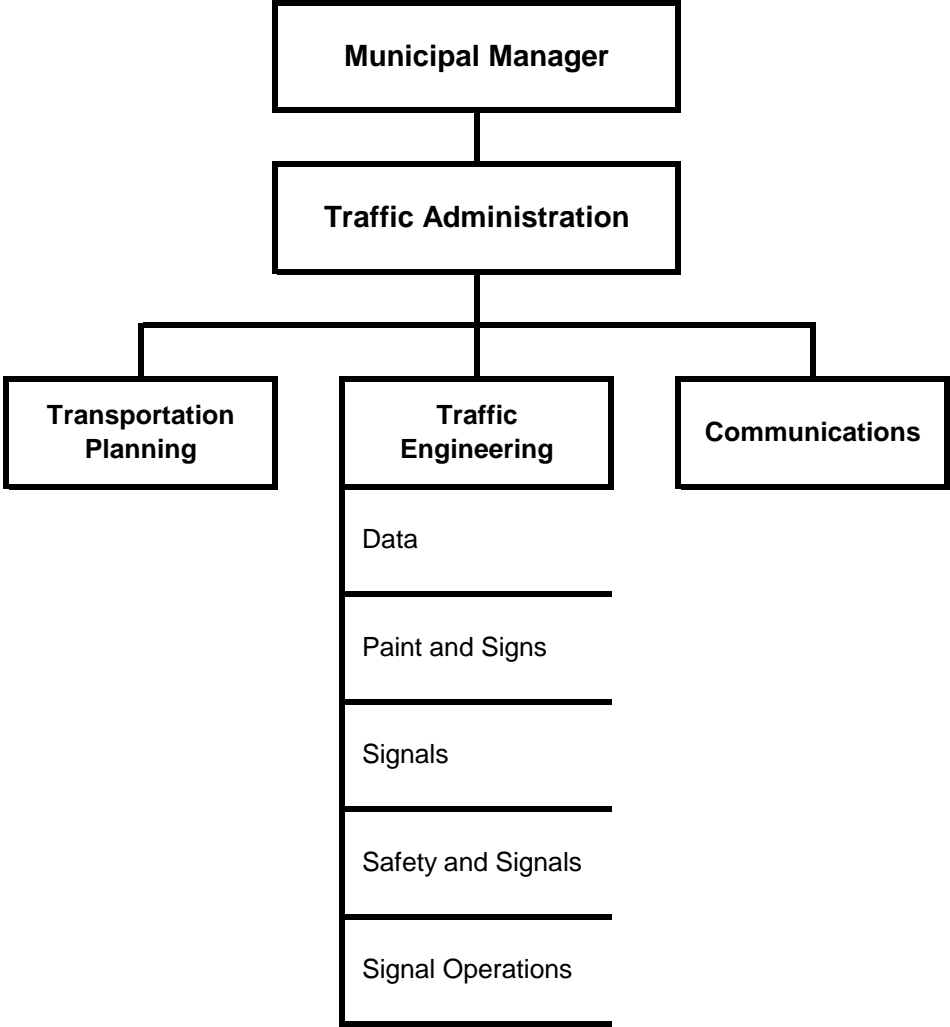 Municipal Manager
Traffic Administration
Transportation
Planning
Traffic
Engineering
Communications
Data
Paint and Signs
Signals
Safety and Signals
Signal Operations